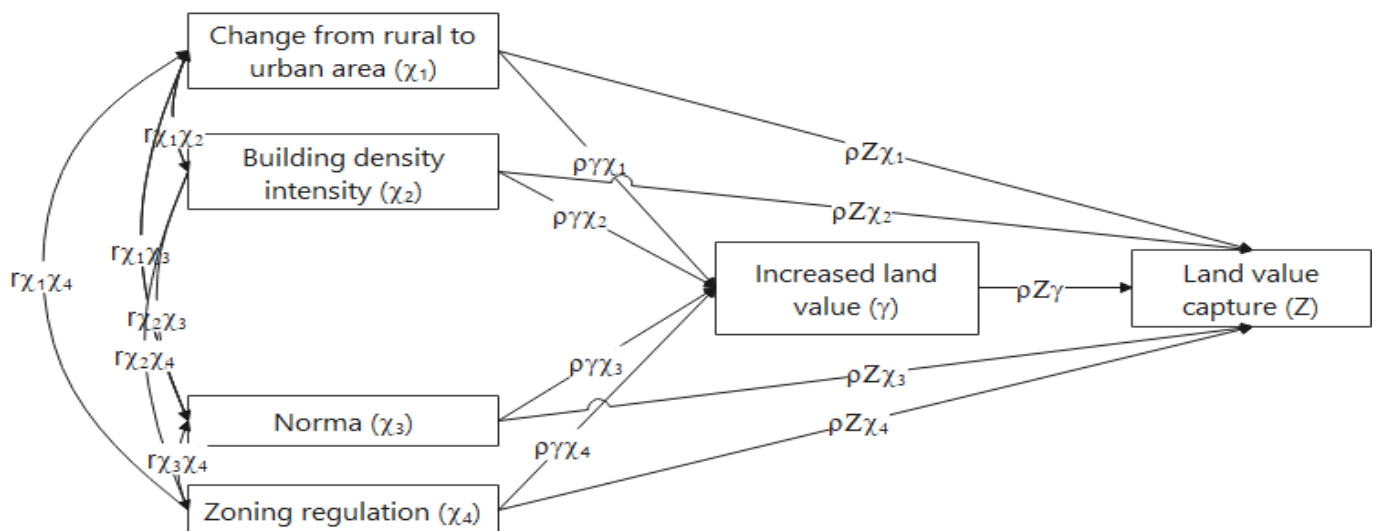 Change from rural to
urban area (χ₁)
rχ₁χ₂
Building density
intensity (χ₂)
ρZχ₁
ργχ₁
ρZχ₂
ργχ₂
rχ₁χ₃
rχ₁χ₄
Increased land
value (γ)
ρZγ
Land value
capture (Z)
rχ₂χ₃
rχ₂χ₄
ργχ₃
ρZχ₃
Norma (χ₃)
ρZχ₄
ργχ₄
rχ₃χ₄
Zoning regulation (χ₄)